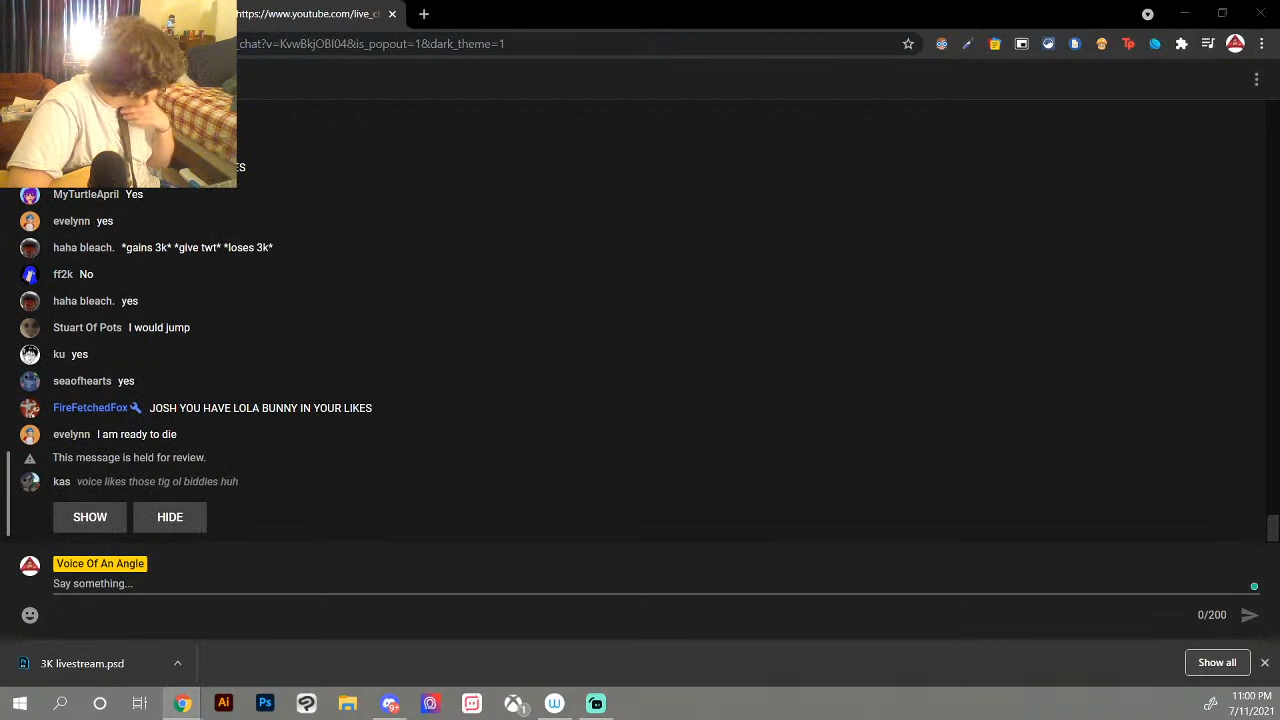 https://www.youtube.com/live_c
_chat?v=KvwBkjOBI04&is_popout=1&dark_theme=1
ES
MyTurtleApril Yes
evelynn yes
haha bleach. *gains 3k* *give twt* *loses 3k*
ff2k No
haha bleach. yes
Stuart Of Pots I would jump
ku yes
seaofhearts yes
FireFetchedFox JOSH YOU HAVE LOLA BUNNY IN YOUR LIKES
evelynn I am ready to die
This message is held for review.
kas voice likes those tig ol biddies huh
SHOW HIDE
Voice Of An Angle
Say something...
0/200
3K livestream.psd
Show all
11:00 PM
7/11/2021